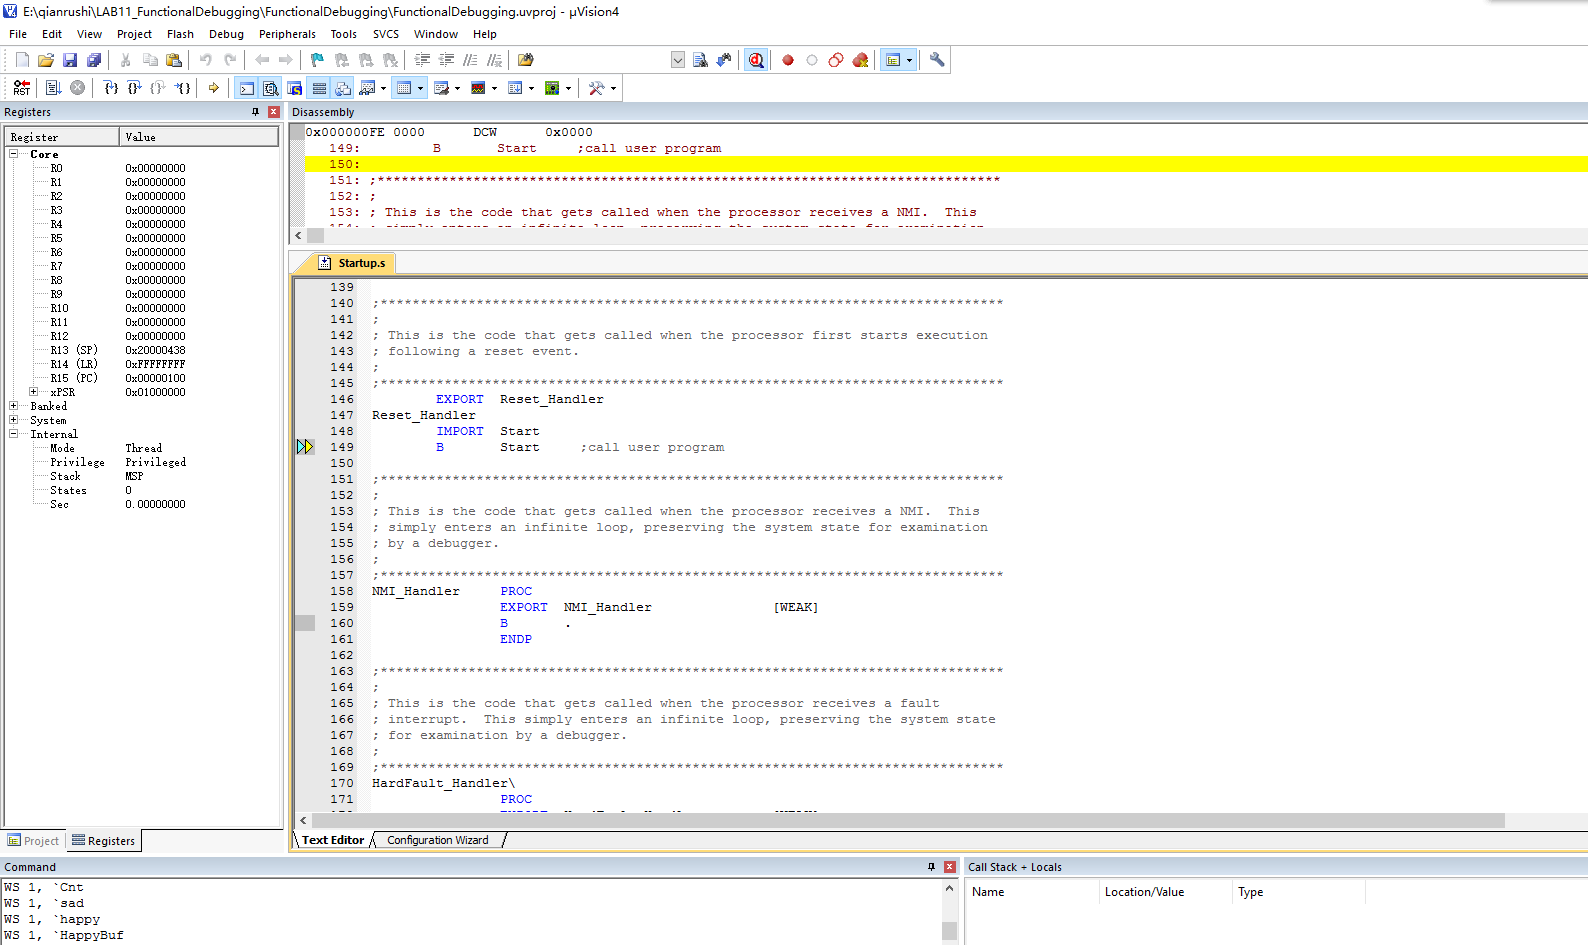 E:\qianrushi\LAB11_FunctionalDebugging\FunctionalDebugging\FunctionalDebugging.uvproj - µVision4
File Edit View Project Flash Debug Peripherals Tools SVCS Window Help
RST
Registers
Register Value
Core
R0 0x00000000
R1 0x00000000
R2 0x00000000
R3 0x00000000
R4 0x00000000
R5 0x00000000
R6 0x00000000
R7 0x00000000
R8 0x00000000
R9 0x00000000
R10 0x00000000
R11 0x00000000
R12 0x00000000
R13 (SP) 0x20000438
R14 (LR) 0xFFFFFFFF
R15 (PC) 0x00000100
xPSR 0x01000000
Banked
System
Internal
Mode Thread
Privilege Privileged
Stack MSP
States 0
Sec 0.00000000
Project Registers
Disassembly
0x000000FE 0000 DCW 0x0000
149: B Start ;call user program
150:
151: ;******************************************************************************
152: ;
153: ; This is the code that gets called when the processor receives a NMI. This
154: ; simply enters an infinite loop, preserving the system state for examination
Startup.s
139
140 ;******************************************************************************
141 ;
142 ; This is the code that gets called when the processor first starts execution
143 ; following a reset event.
144 ;
145 ;******************************************************************************
146 EXPORT Reset_Handler
147 Reset_Handler
148 IMPORT Start
149 B Start ;call user program
150
151 ;******************************************************************************
152 ;
153 ; This is the code that gets called when the processor receives a NMI. This
154 ; simply enters an infinite loop, preserving the system state for examination
155 ; by a debugger.
156 ;
157 ;******************************************************************************
158 NMI_Handler PROC
159 EXPORT NMI_Handler [WEAK]
160 B .
161 ENDP
162
163 ;******************************************************************************
164 ;
165 ; This is the code that gets called when the processor receives a fault
166 ; interrupt. This simply enters an infinite loop, preserving the system state
167 ; for examination by a debugger.
168 ;
169 ;******************************************************************************
170 HardFault_Handler\
171 PROC
Text Editor Configuration Wizard
Command
WS 1, `Cnt
WS 1, `sad
WS 1, `happy
WS 1, `HappyBuf
Call Stack + Locals
Name Location/Value Type